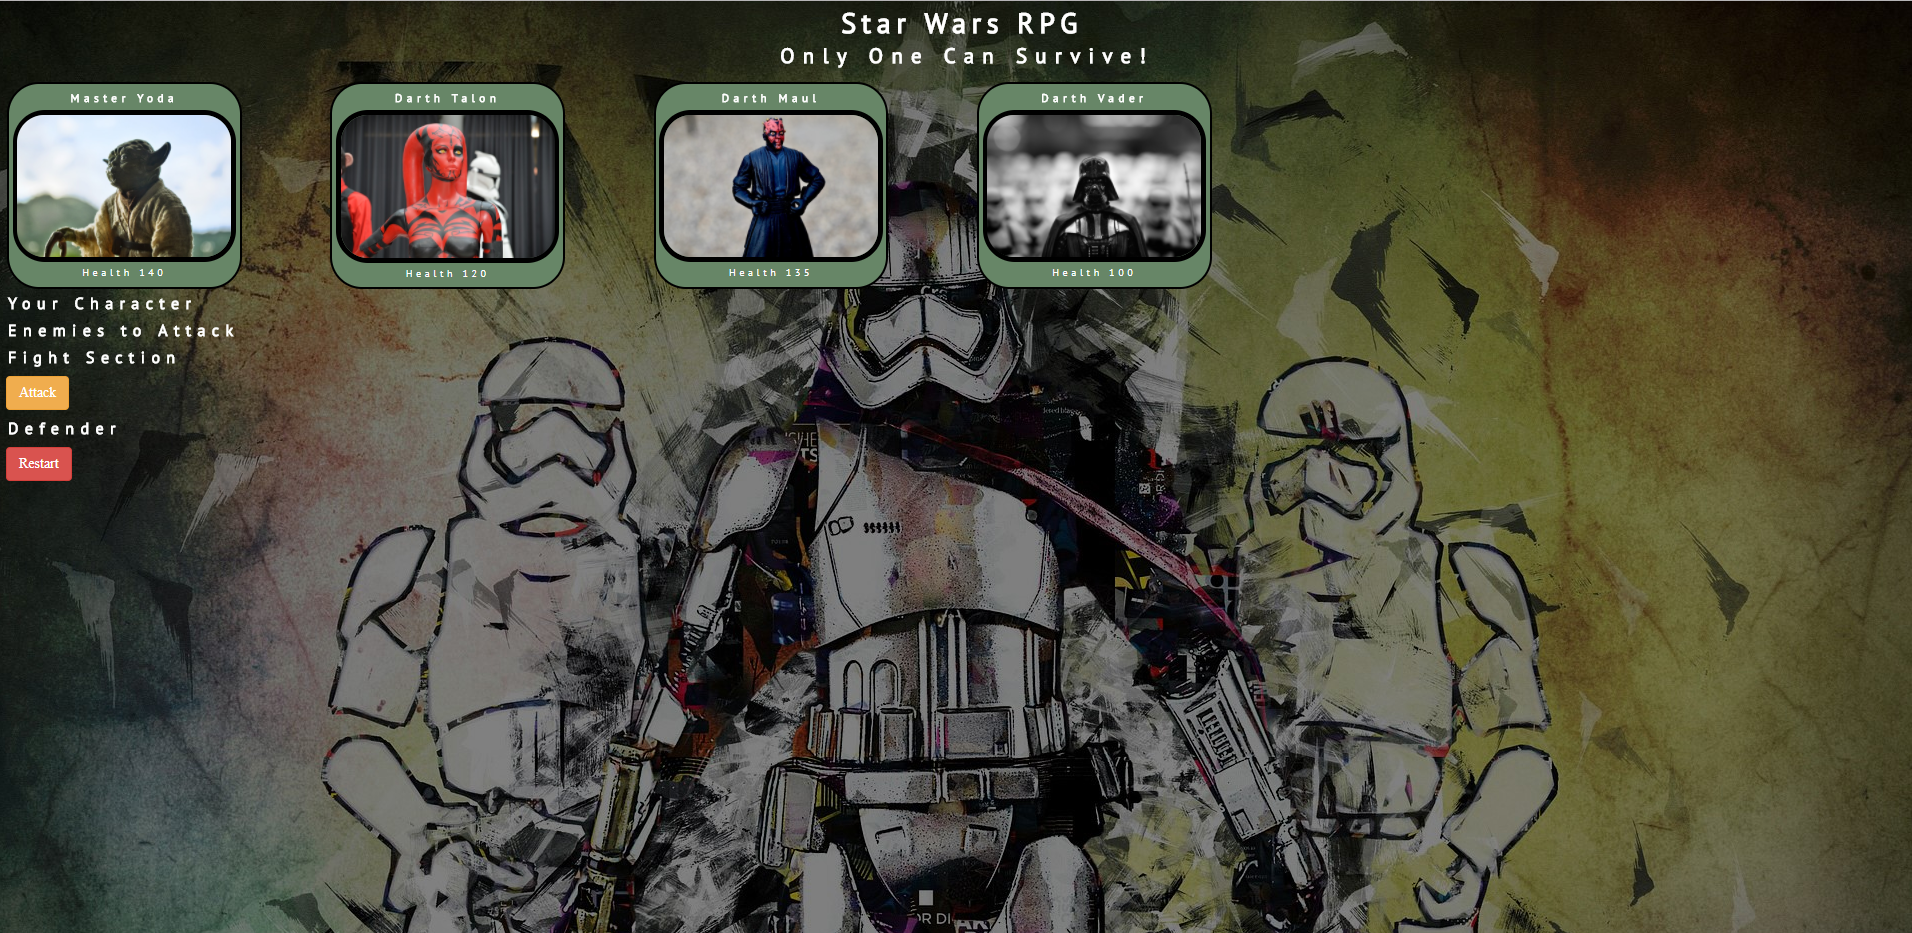 Star Wars RPG
Only One Can Survive!
Master Yoda
Darth Talon
Darth Maul
Darth Vader
Health 140
Health 120
Health 135
Health 100
Your Character
Enemies to Attack
Fight Section
Attack
Defender
Restart